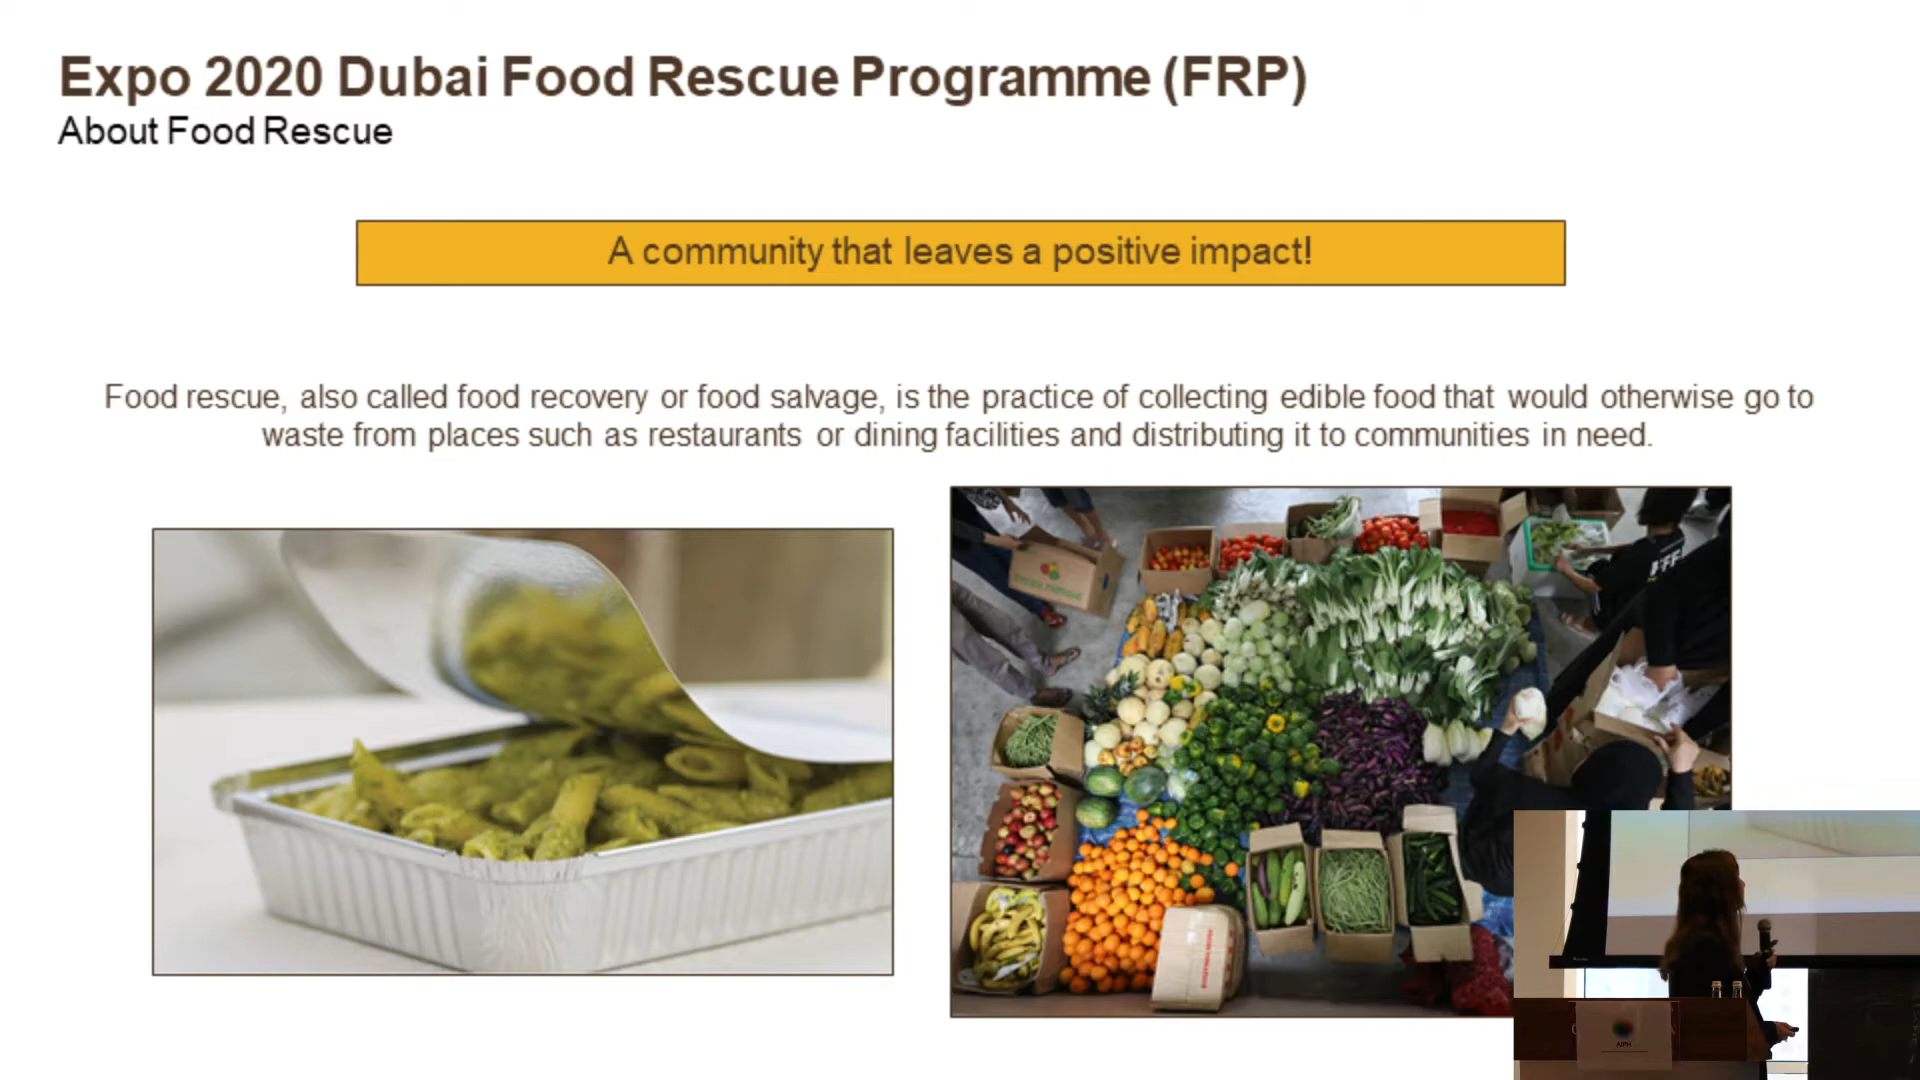 Expo 2020 Dubai Food Rescue Programme (FRP)
About Food Rescue
A community that leaves a positive impact!
Food rescue, also called food recovery or food salvage, is the practice of collecting edible food that would otherwise go to
waste from places such as restaurants or dining facilities and distributing it to communities in need.
AIPH